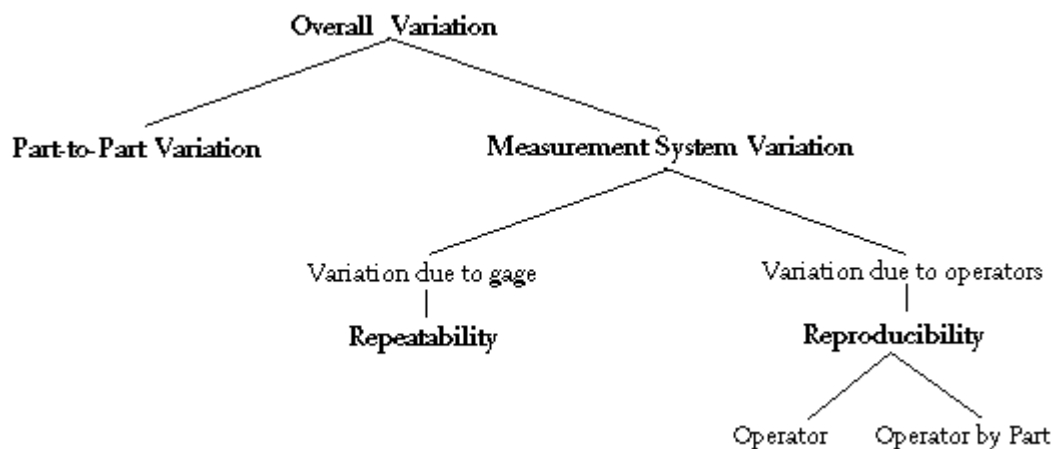 Overall Variation
Part-to-Part Variation
Measurement System Variation
Variation due to gage
Variation due to operators
Repeatability
Reproducibility
Operator
Operator by Part